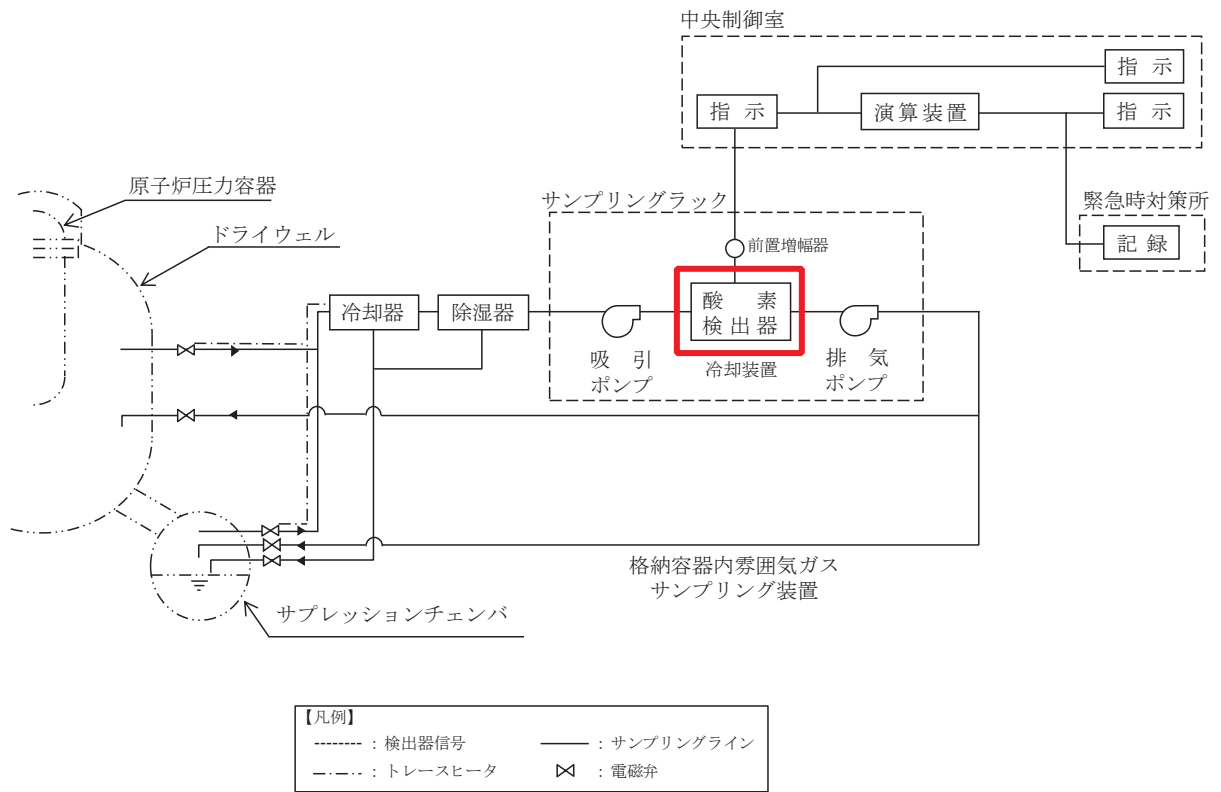 中央制御室
指 示
指 示
演算装置
指 示
原子炉圧力容器
ドライウェル
サンプリングラック
緊急時対策所
記 録
前置増幅器
冷却器
除湿器
酸 素
検出器
吸 引
ポンプ
冷却装置
排 気
ポンプ
格納容器内雰囲気ガス
サンプリング装置
サプレッションチェンバ
【凡例】
：検出器信号
：サンプリングライン
：トレースヒータ
：電磁弁